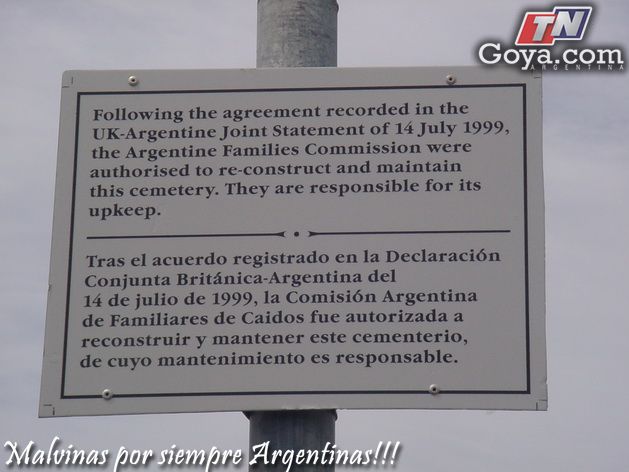 TN
Goya.com
ARGENTINA
Following the agreement recorded in the
UK-Argentine Joint Statement of 14 July 1999,
the Argentine Families Commission were
authorised to re-construct and maintain
this cemetery. They are responsible for its
upkeep.
Tras el acuerdo registrado en la Declaración
Conjunta Británica-Argentina del
14 de julio de 1999, la Comisión Argentina
de Familiares de Caidos fue autorizada a
reconstruir y mantener este cementerio,
de cuyo mantenimiento es responsable.
Malvinas por siempre Argentinas!!!